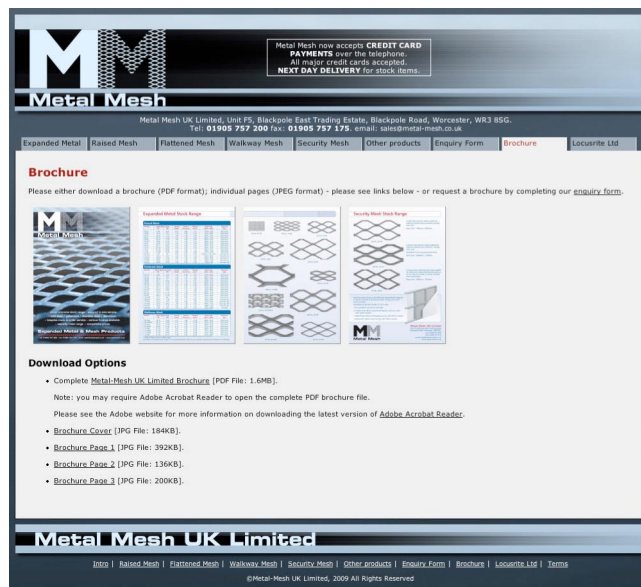 Metal Mesh now accepts CREDIT CARD
PAYMENTS over the telephone.
All major credit cards accepted.
NEXT DAY DELIVERY for stock items.
MM
Metal Mesh
Metal Mesh UK Limited, Unit F5, Blackpole East Trading Estate, Blackpole Road, Worcester, WR3 8SG.
Tel: 01905 757 200 fax: 01905 757 175. email: sales@metal-mesh.co.uk
Expanded Metal Raised Mesh Flattened Mesh Walkway Mesh Security Mesh Other products Enquiry Form Brochure Locusrite Ltd
Brochure
Please either download a brochure (PDF format); individual pages (JPEG format) - please see links below - or request a brochure by completing our enquiry form.
MM
Metal Mesh
Expanded Metal & Mesh Products
Expanded Metal Stock Range
Security Mesh Stock Range
MM
Metal Mesh
Download Options
• Complete Metal-Mesh UK Limited Brochure [PDF File: 1.6MB].
Note: you may require Adobe Acrobat Reader to open the complete PDF brochure file.
Please see the Adobe website for more information on downloading the latest version of Adobe Acrobat Reader.
• Brochure Cover [JPG File: 184KB].
• Brochure Page 1 [JPG File: 392KB].
• Brochure Page 2 [JPG File: 136KB].
• Brochure Page 3 [JPG File: 200KB].
Metal Mesh UK Limited
Intro | Raised Mesh | Flattened Mesh | Walkway Mesh | Security Mesh | Other products | Enquiry Form | Brochure | Locusrite Ltd | Terms
©Metal-Mesh UK Limited, 2009 All Rights Reserved